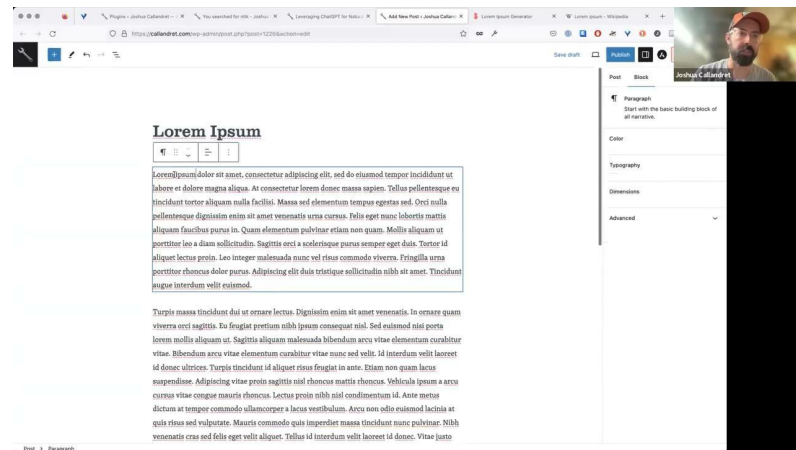 Plugins ‹ Joshua Callandret — 
You searched for
Leveraging ChatGPT for Natural
Add New Post ‹ Joshua Callandret
Lorem Ipsum Generator
Lorem ipsum - Wikipedia
https://callandret.com/wp-admin/post.php?post=1229&action=edit
Save draft
Publish
Joshua Callandret
Post
Block
Paragraph
Start with the basic building block of
all narrative.
Color
Typography
Dimensions
Advanced
Lorem Ipsum
Lorem ipsum dolor sit amet, consectetur adipiscing elit, sed do eiusmod tempor incididunt ut
labore et dolore magna aliqua. At consectetur lorem donec massa sapien. Tellus pellentesque eu
tincidunt tortor aliquam nulla facilisi. Massa sed elementum tempus egestas sed. Orci nulla
pellentesque dignissim enim sit amet venenatis urna cursus. Felis eget nunc lobortis mattis
aliquam faucibus purus in. Quam elementum pulvinar etiam non quam. Mollis aliquam ut
porttitor leo a diam sollicitudin. Sagittis orci a scelerisque purus semper eget duis. Tortor id
aliquet lectus proin. Leo integer malesuada nunc vel risus commodo viverra. Fringilla urna
porttitor rhoncus dolor purus. Adipiscing elit duis tristique sollicitudin nibh sit amet. Tincidunt
augue interdum velit euismod.
Turpis massa tincidunt dui ut ornare lectus. Dignissim enim sit amet venenatis. In ornare quam
viverra orci sagittis. Eu feugiat pretium nibh ipsum consequat nisl. Sed euismod nisi porta
lorem mollis aliquam ut. Sagittis aliquam malesuada bibendum arcu vitae elementum curabitur
vitae. Bibendum arcu vitae elementum curabitur vitae nunc sed velit. Id interdum velit laoreet
id donec ultrices. Turpis tincidunt id aliquet risus feugiat in ante. Etiam non quam lacus
suspendisse. Adipiscing vitae proin sagittis nisl rhoncus mattis rhoncus. Vehicula ipsum a arcu
cursus vitae congue mauris rhoncus. Lectus proin nibh nisl condimentum id. Ante metus
dictum at tempor commodo ullamcorper a lacus vestibulum. Arcu non odio euismod lacinia at
quis risus sed vulputate. Mauris commodo quis imperdiet massa tincidunt nunc pulvinar. Nibh
venenatis cras sed felis eget velit aliquet. Tellus id interdum velit laoreet id donec. Vitae justo
Post › Paragraph